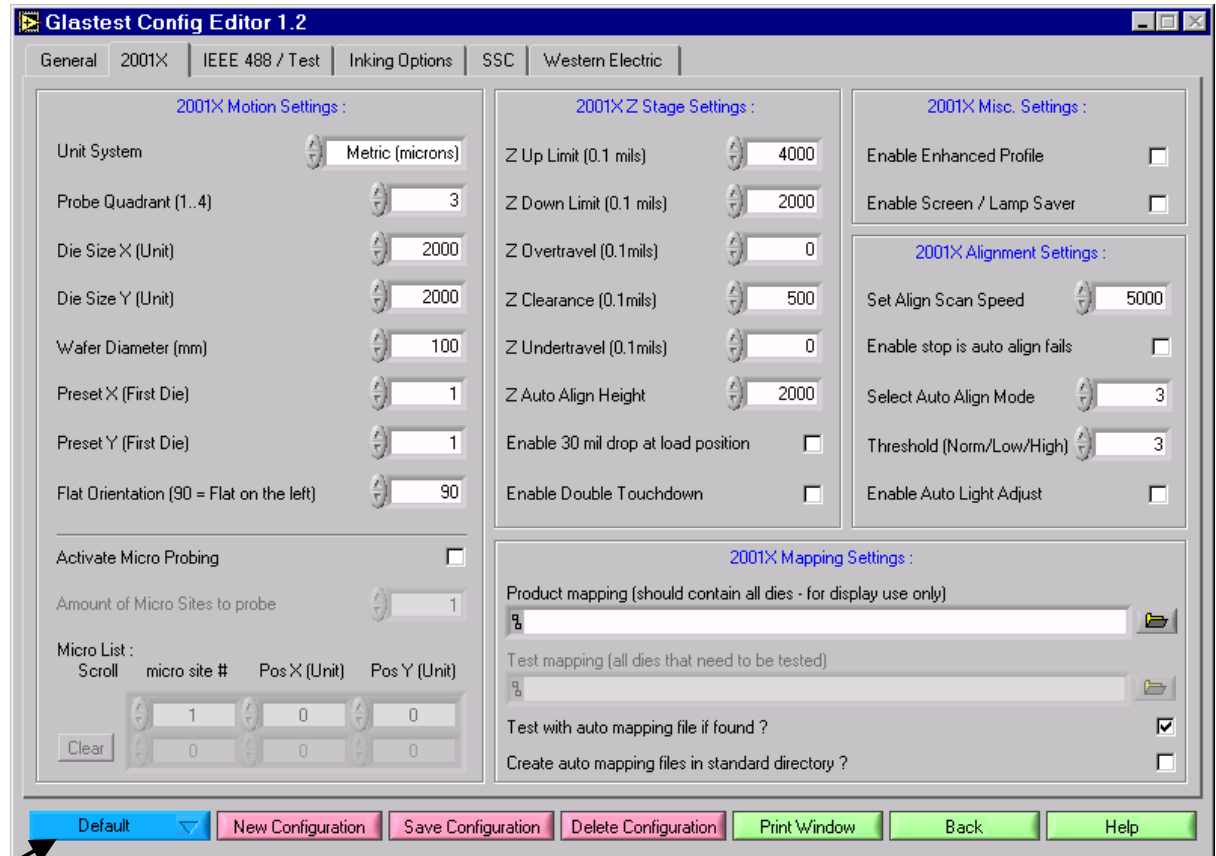 Glastest Config Editor 1.2
General 2001X IEEE 488 / Test Inking Options SSC Western Electric
2001X Motion Settings :
Unit System Metric (microns)
Probe Quadrant (1..4) 3
Die Size X (Unit) 2000
Die Size Y (Unit) 2000
Wafer Diameter (mm) 100
Preset X (First Die) 1
Preset Y (First Die) 1
Flat Orientation (90 = Flat on the left) 90
Activate Micro Probing
Amount of Micro Sites to probe 1
Micro List :
Scroll micro site # Pos X (Unit) Pos Y (Unit)
1 0 0
Clear 0 0 0
2001X Z Stage Settings :
Z Up Limit (0.1 mils) 4000
Z Down Limit (0.1 mils) 2000
Z Overtravel (0.1mils) 0
Z Clearance (0.1mils) 500
Z Undertravel (0.1mils) 0
Z Auto Align Height 2000
Enable 30 mil drop at load position
Enable Double Touchdown
2001X Misc. Settings :
Enable Enhanced Profile
Enable Screen / Lamp Saver
2001X Alignment Settings :
Set Align Scan Speed 5000
Enable stop is auto align fails
Select Auto Align Mode 3
Threshold (Norm/Low/High) 3
Enable Auto Light Adjust
2001X Mapping Settings :
Product mapping (should contain all dies - for display use only)
Test mapping (all dies that need to be tested)
Test with auto mapping file if found ?
Create auto mapping files in standard directory ?
Default New Configuration Save Configuration Delete Configuration Print Window Back Help